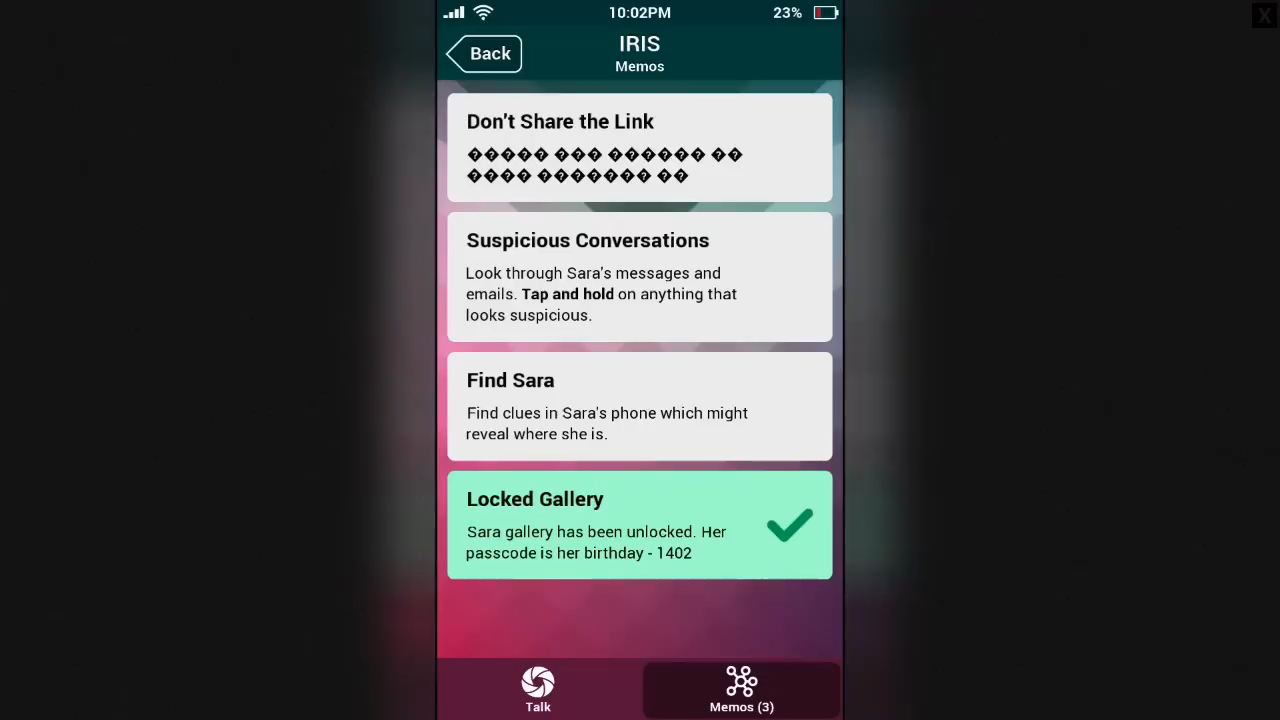 10:02PM
23%
X
Back
IRIS
Memos
Don't Share the Link
����� ��� ������ ��
���� ������� ��
Suspicious Conversations
Look through Sara's messages and
emails. Tap and hold on anything that
looks suspicious.
Find Sara
Find clues in Sara's phone which might
reveal where she is.
Locked Gallery
Sara gallery has been unlocked. Her
passcode is her birthday - 1402
Talk
Memos (3)